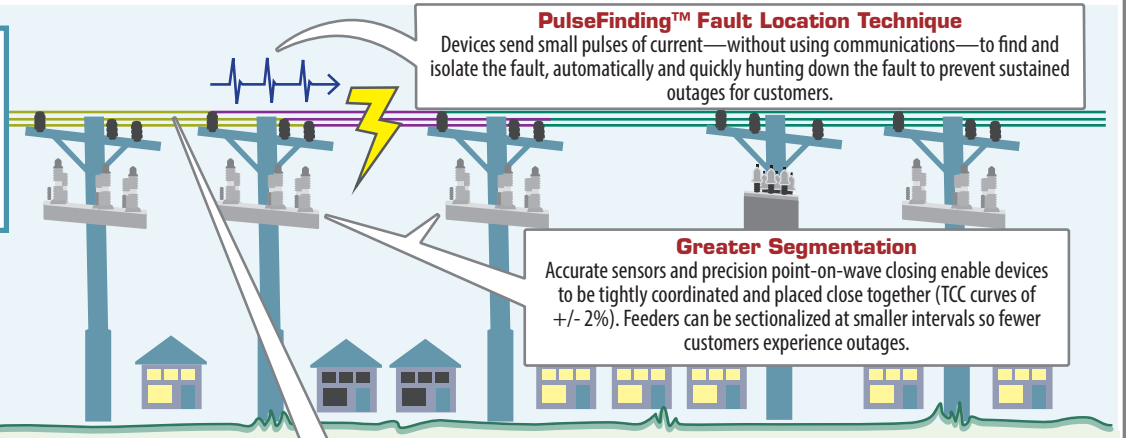 PulseFinding™ Fault Location Technique
Devices send small pulses of current—without using communications—to find and
isolate the fault, automatically and quickly hunting down the fault to prevent sustained
outages for customers.
Greater Segmentation
Accurate sensors and precision point-on-wave closing enable devices
to be tightly coordinated and placed close together (TCC curves of
+/- 2%). Feeders can be sectionalized at smaller intervals so fewer
customers experience outages.